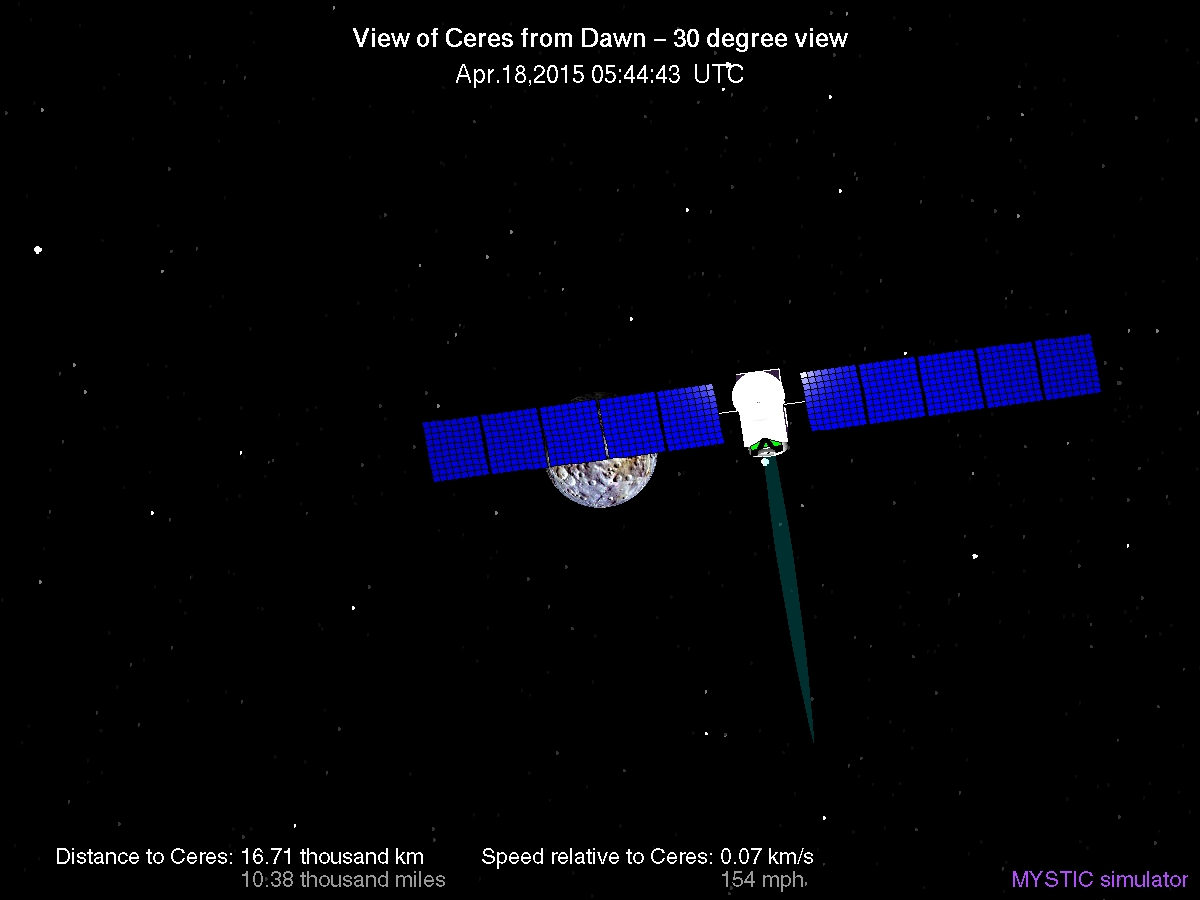 View of Ceres from Dawn – 30 degree view
Apr.18,2015 05:44:43 UTC
Distance to Ceres: 16.71 thousand km
10.38 thousand miles
Speed relative to Ceres: 0.07 km/s
154 mph
MYSTIC simulator